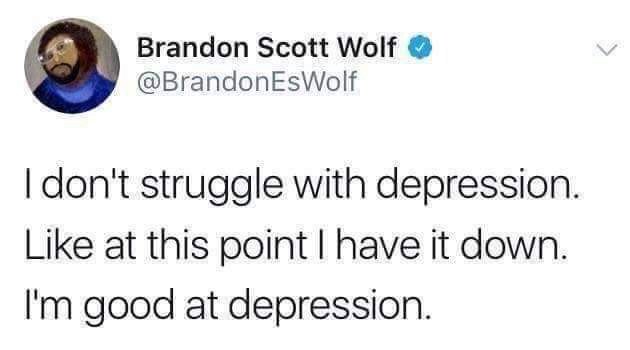 Brandon Scott Wolf
@BrandonEsWolf
I don't struggle with depression.
Like at this point I have it down.
I'm good at depression.